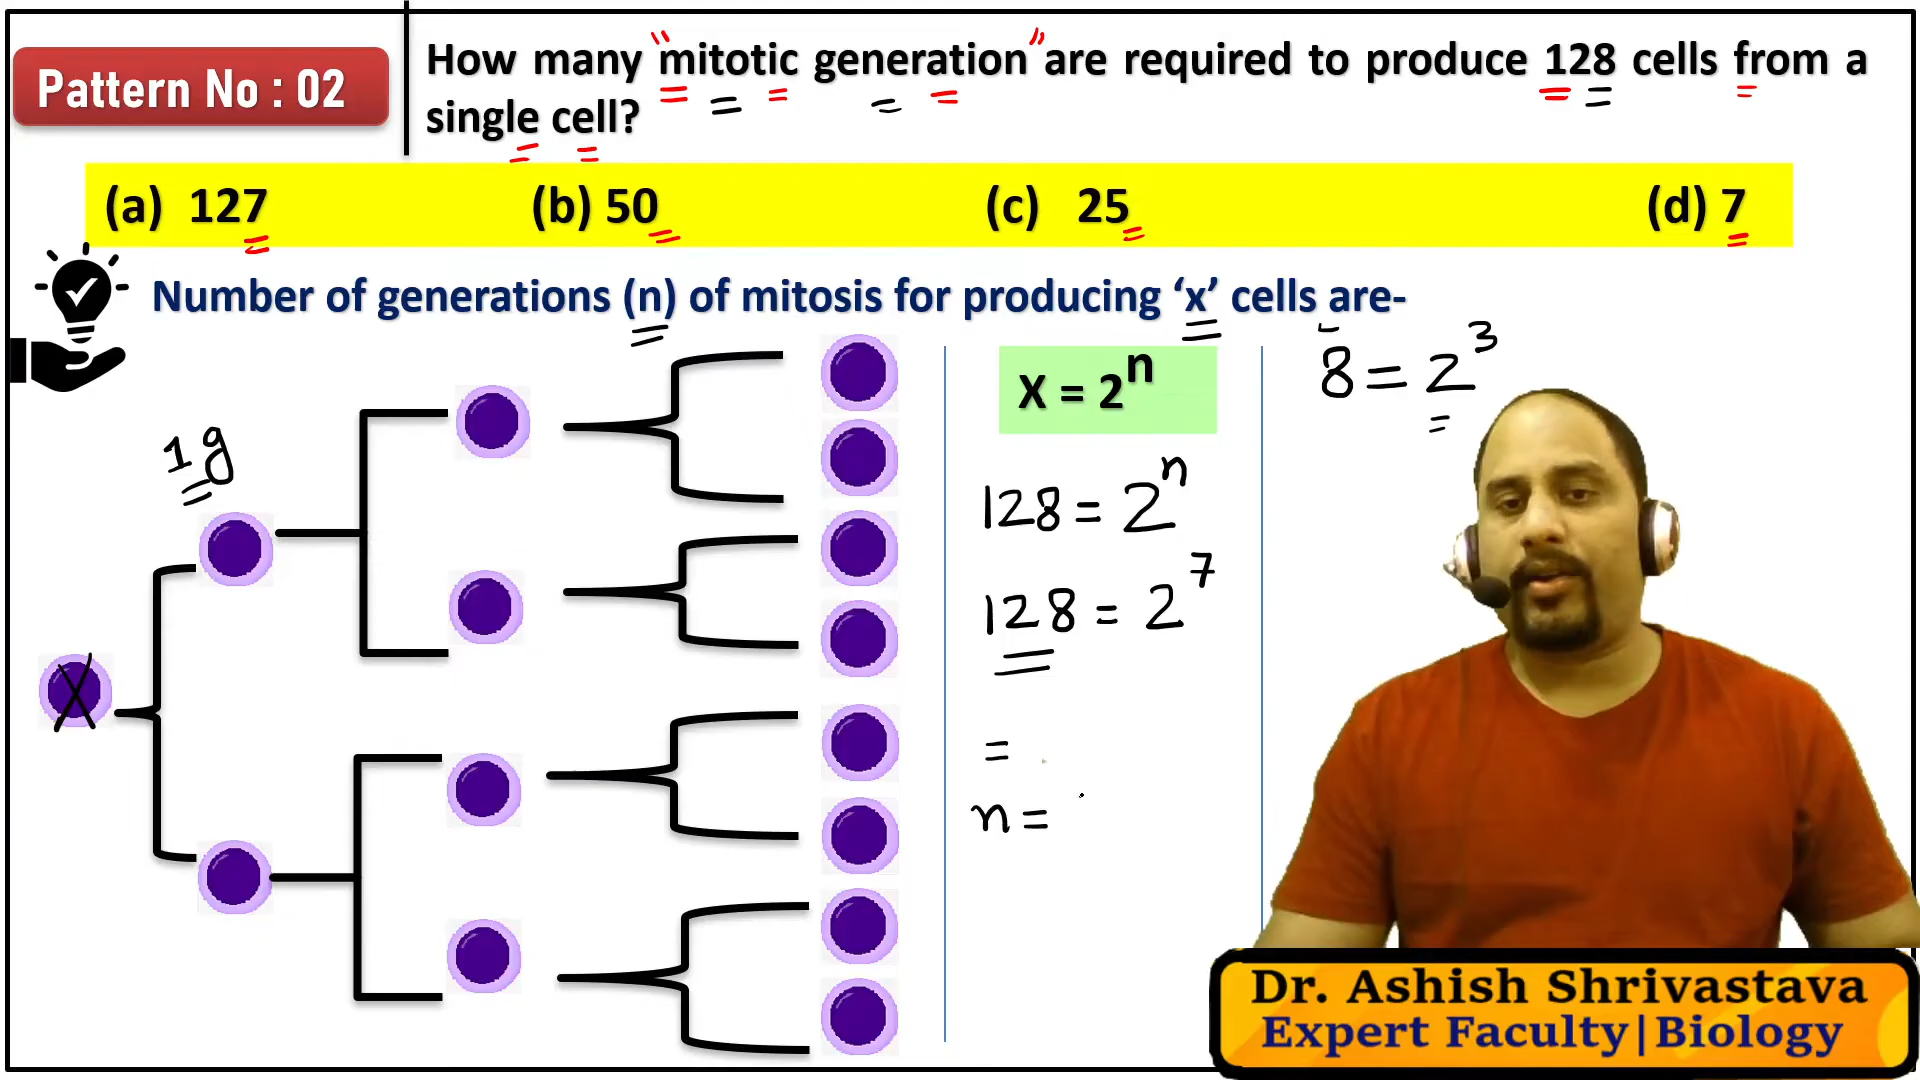 Pattern No : 02
How many "mitotic generation" are required to produce 128 cells from a
single cell?
(a) 127 (b) 50 (c) 25 (d) 7
Number of generations (n) of mitosis for producing ‘x’ cells are-
8 = 2³
X = 2ⁿ
1g
128 = 2ⁿ
128 = 2⁷
=
n =
Dr. Ashish Shrivastava
Expert Faculty|Biology